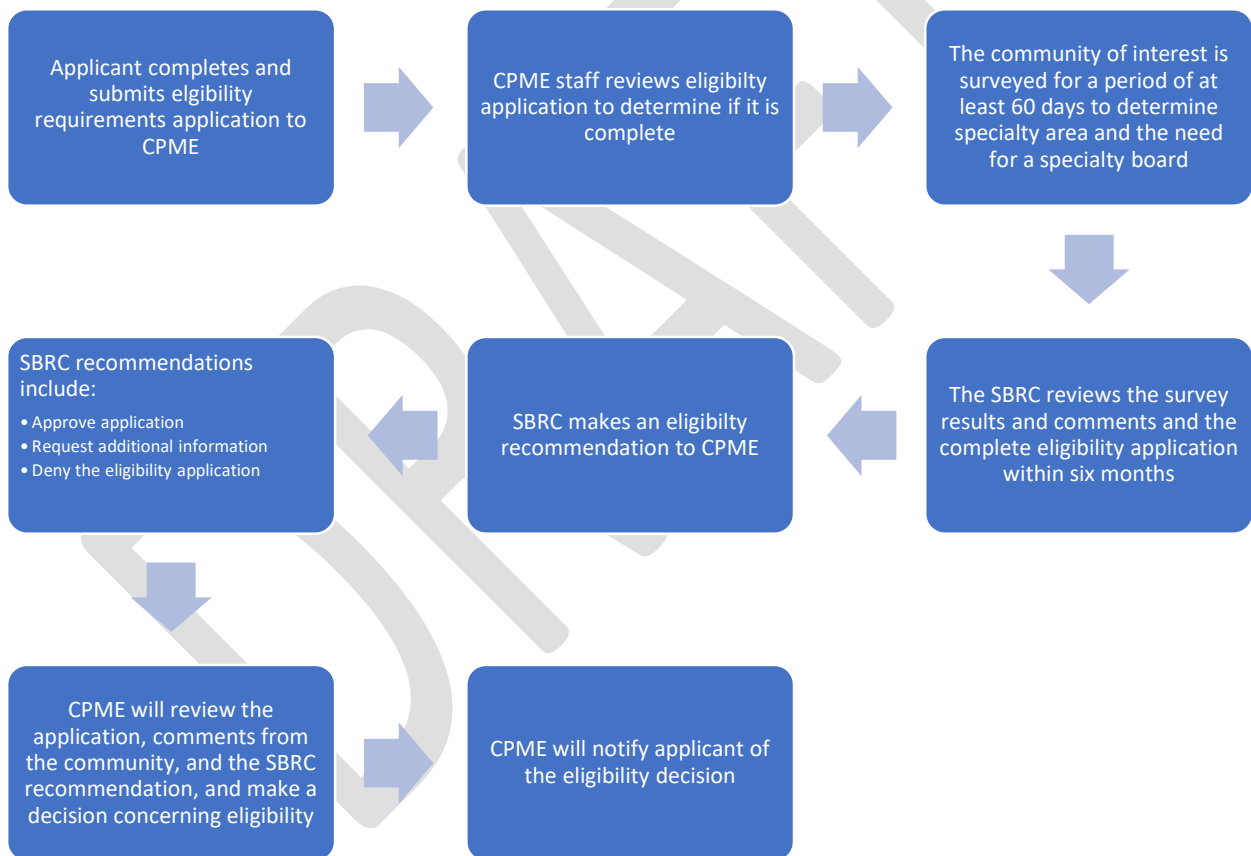 Applicant completes and
submits elgibility
requirements application to
CPME
CPME staff reviews eligibilty
application to determine if it is
complete
The community of interest is
surveyed for a period of at
least 60 days to determine
specialty area and the need
for a specialty board
The SBRC reviews the survey
results and comments and the
complete eligibility application
within six months
SBRC makes an eligibilty
recommendation to CPME
SBRC recommendations
include:
• Approve application
• Request additional information
• Deny the eligibility application
CPME will review the
application, comments from
the community, and the SBRC
recommendation, and make a
decision concerning eligibility
CPME will notify applicant of
the eligibility decision